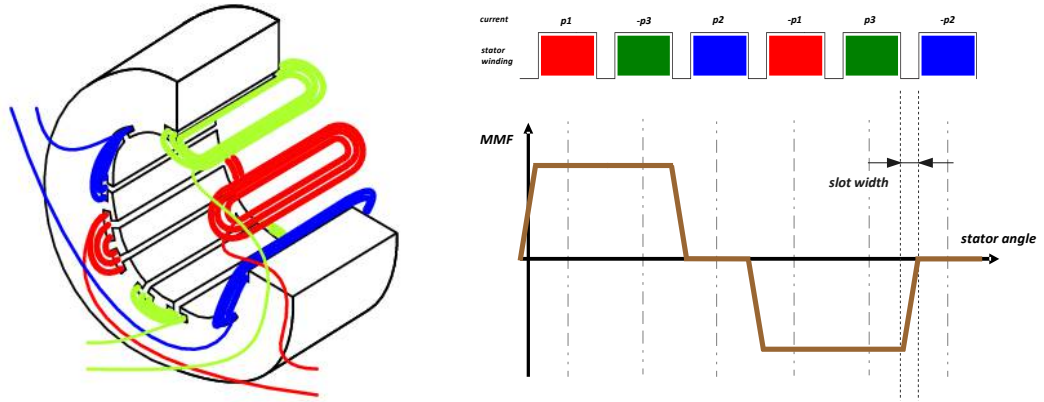 current p1 -p3 p2 -p1 p3 -p2
stator
winding
MMF
slot width
stator angle